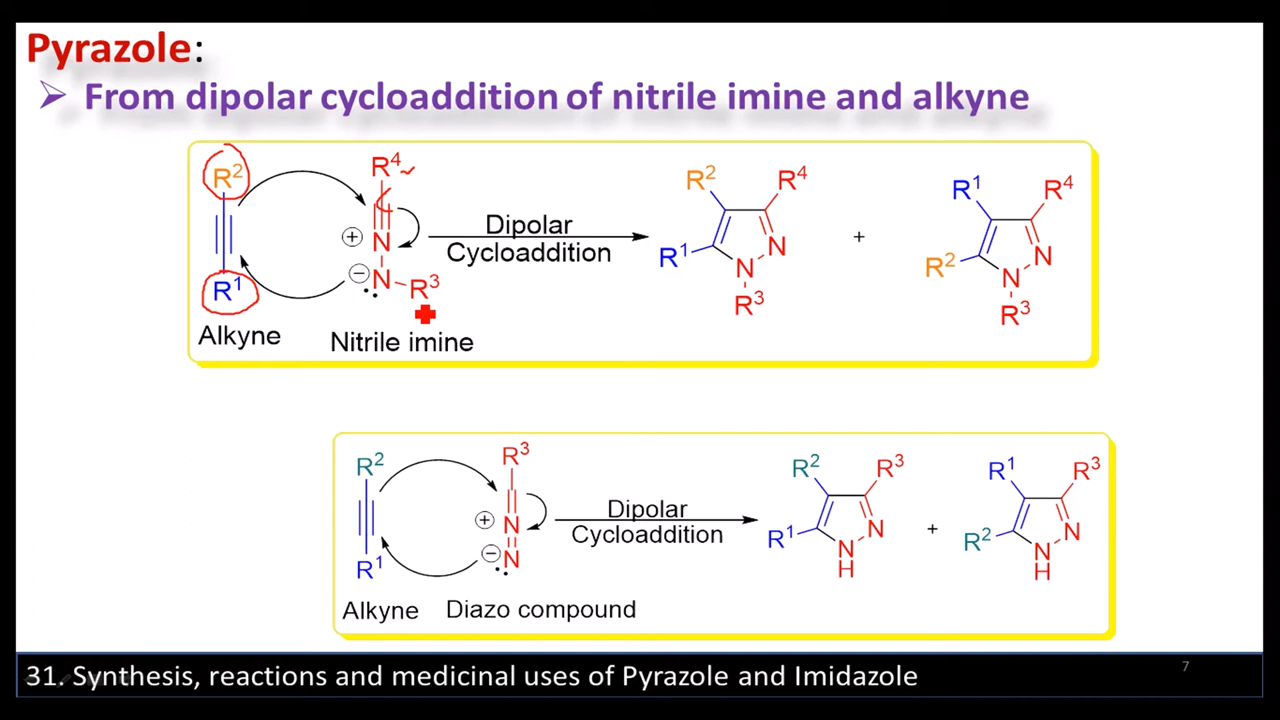 Pyrazole:
➢ From dipolar cycloaddition of nitrile imine and alkyne
R² R⁴ R² R⁴ R¹ R⁴
Dipolar
+ N + N N
Cycloaddition
R¹ − N R³ R¹ N R² N
R³ R³
Alkyne Nitrile imine
R² R³ R² R³ R¹ R³
Dipolar
+ N + N N
Cycloaddition
R¹ − N R¹ N R² N
H H
Alkyne Diazo compound
31. Synthesis, reactions and medicinal uses of Pyrazole and Imidazole
7